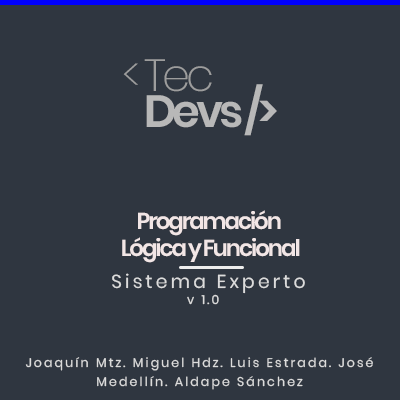 <Tec
Devs/>
Programación
Lógica y Funcional
Sistema Experto
v 1.0
Joaquín Mtz. Miguel Hdz. Luis Estrada. José
Medellín. Aldape Sánchez